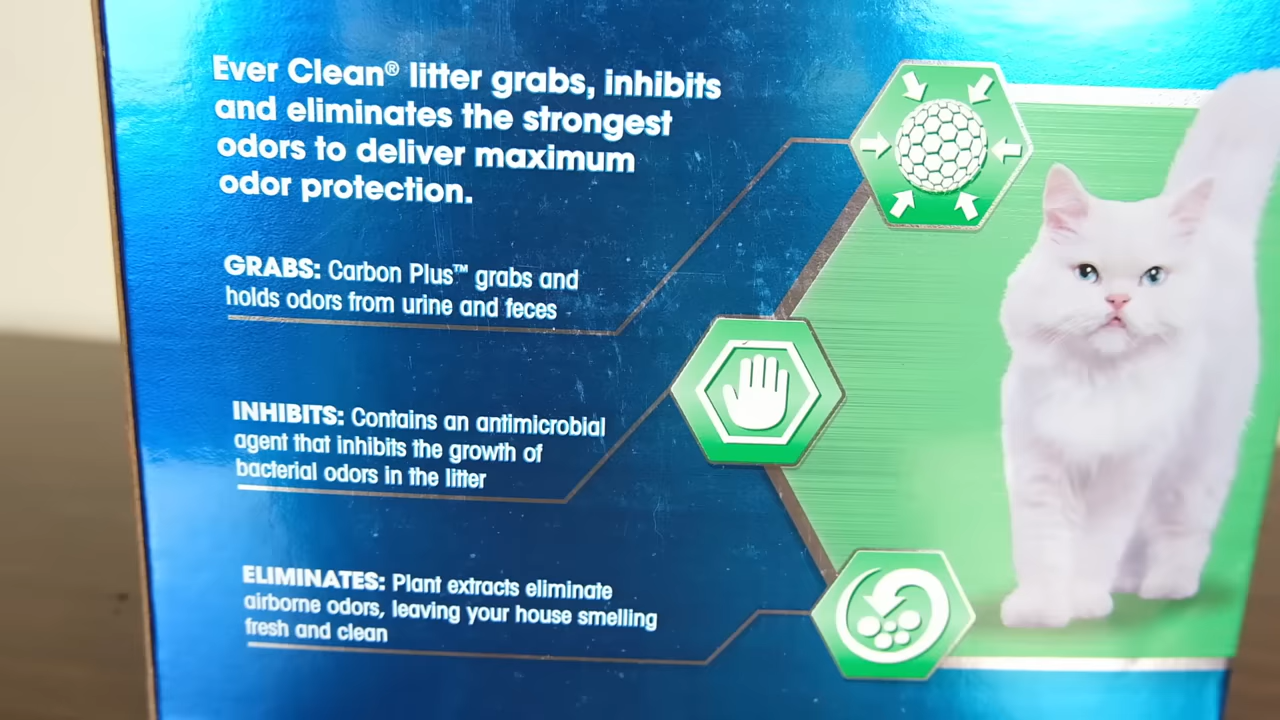 Ever Clean® litter grabs, inhibits
and eliminates the strongest
odors to deliver maximum
odor protection.
GRABS: Carbon Plus™ grabs and
holds odors from urine and feces
INHIBITS: Contains an antimicrobial
agent that inhibits the growth of
bacterial odors in the litter
ELIMINATES: Plant extracts eliminate
airborne odors, leaving your house smelling
fresh and clean